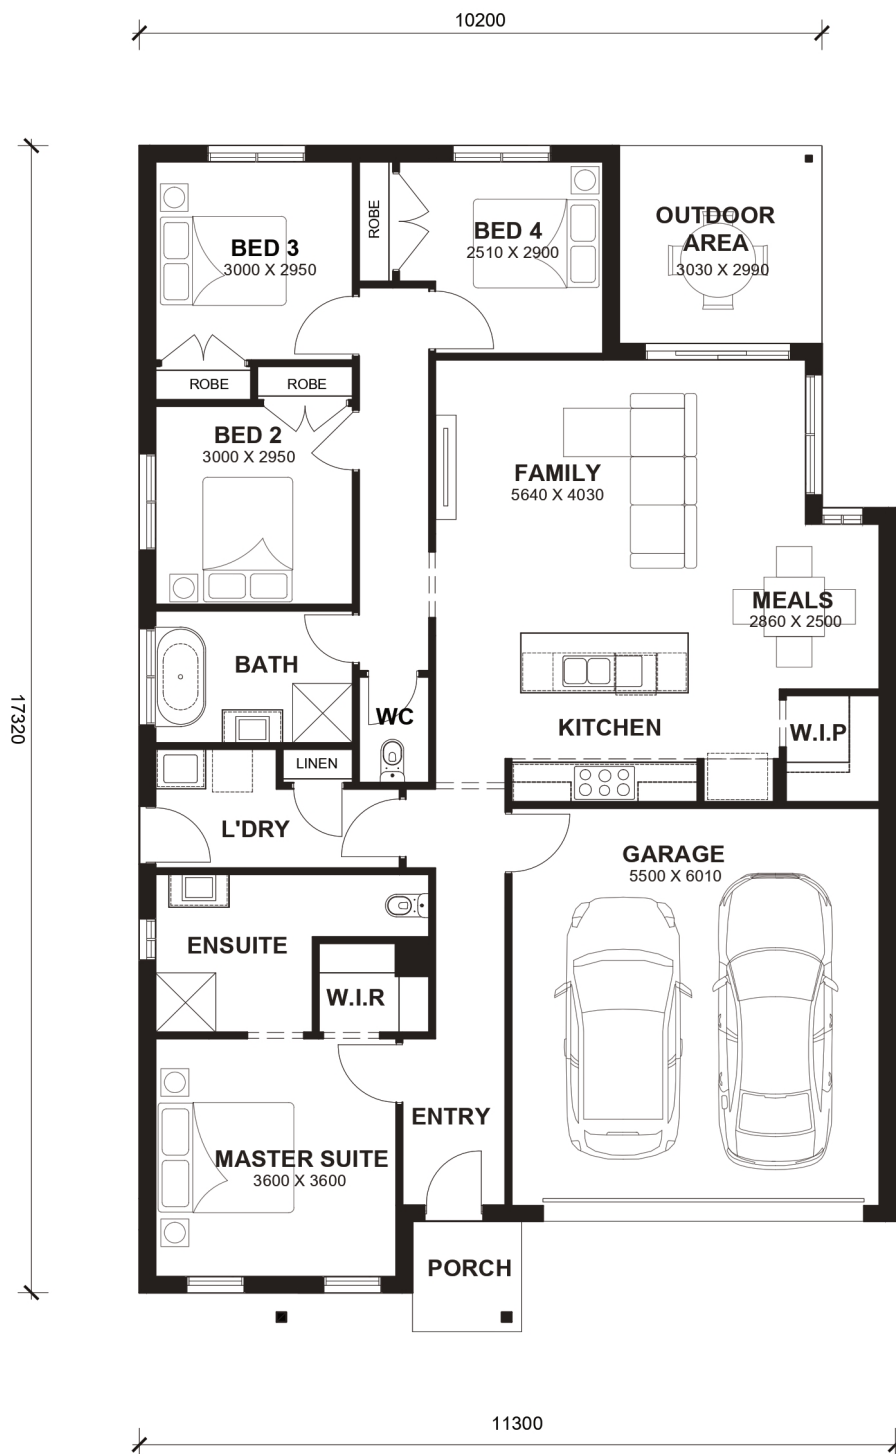 10200
BED 3
3000 X 2950
ROBE
BED 4
2510 X 2900
OUTDOOR
AREA
3030 X 2990
ROBE
ROBE
BED 2
3000 X 2950
FAMILY
5640 X 4030
MEALS
2860 X 2500
BATH
WC
KITCHEN
W.I.P
17320
LINEN
L'DRY
GARAGE
5500 X 6010
ENSUITE
W.I.R
ENTRY
MASTER SUITE
3600 X 3600
PORCH
11300